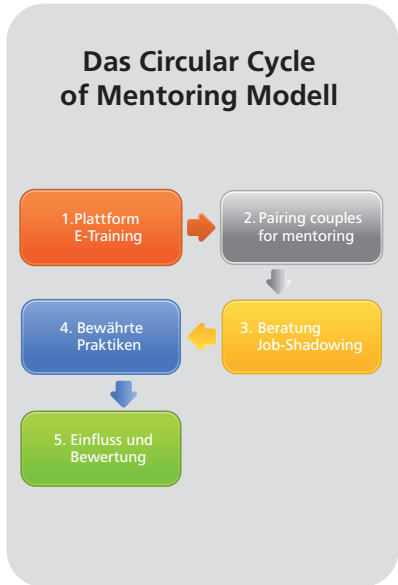 Das Circular Cycle
of Mentoring Modell
1.Plattform
E-Training
2. Pairing couples
for mentoring
3. Beratung
Job-Shadowing
4. Bewährte
Praktiken
5. Einfluss und
Bewertung